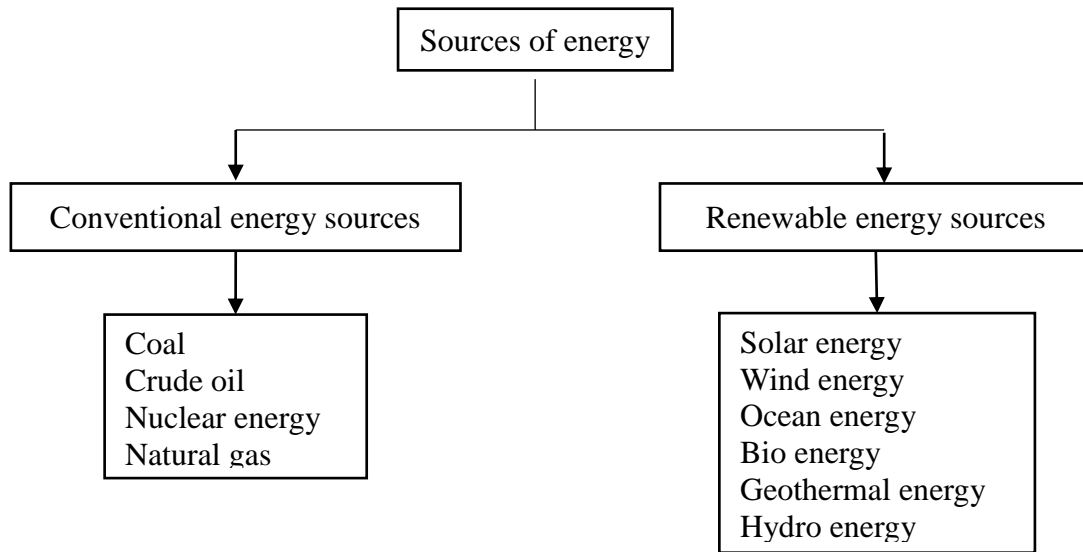 Sources of energy
Conventional energy sources
Renewable energy sources
Coal
Crude oil
Nuclear energy
Natural gas
Solar energy
Wind energy
Ocean energy
Bio energy
Geothermal energy
Hydro energy